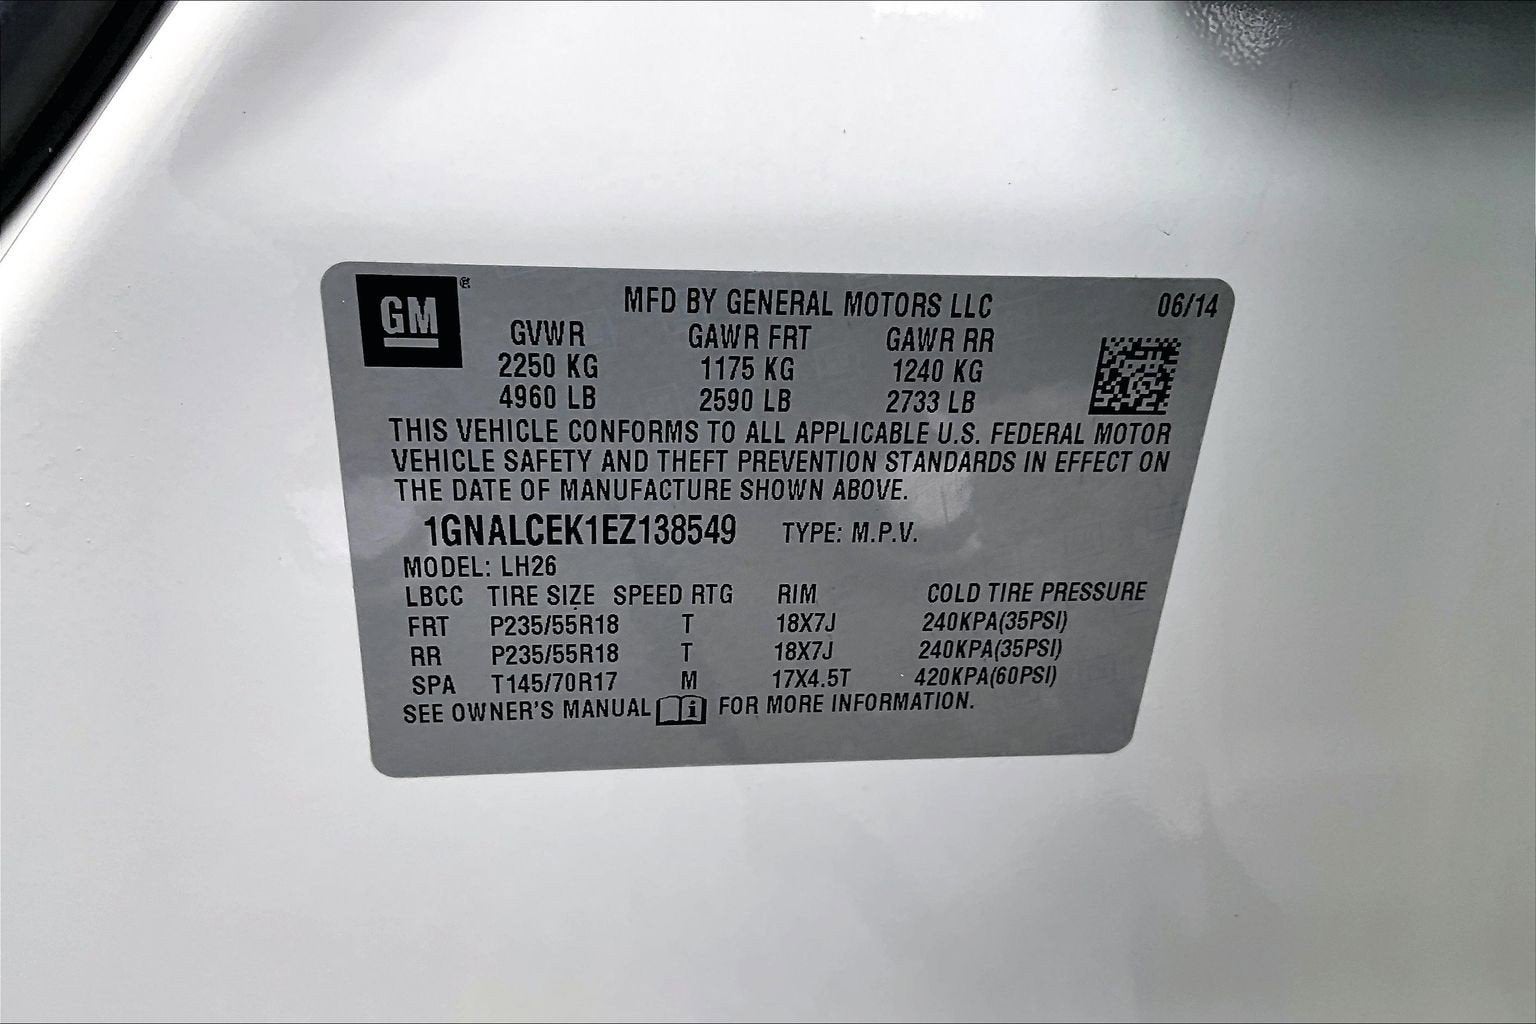 GM ®
MFD BY GENERAL MOTORS LLC 06/14
GVWR GAWR FRT GAWR RR
2250 KG 1175 KG 1240 KG
4960 LB 2590 LB 2733 LB
THIS VEHICLE CONFORMS TO ALL APPLICABLE U.S. FEDERAL MOTOR
VEHICLE SAFETY AND THEFT PREVENTION STANDARDS IN EFFECT ON
THE DATE OF MANUFACTURE SHOWN ABOVE.
1GNALCEK1EZ138549 TYPE: M.P.V.
MODEL: LH26
LBCC TIRE SIZE SPEED RTG RIM COLD TIRE PRESSURE
FRT P235/55R18 T 18X7J 240KPA(35PSI)
RR P235/55R18 T 18X7J 240KPA(35PSI)
SPA T145/70R17 M 17X4.5T 420KPA(60PSI)
SEE OWNER'S MANUAL i FOR MORE INFORMATION.